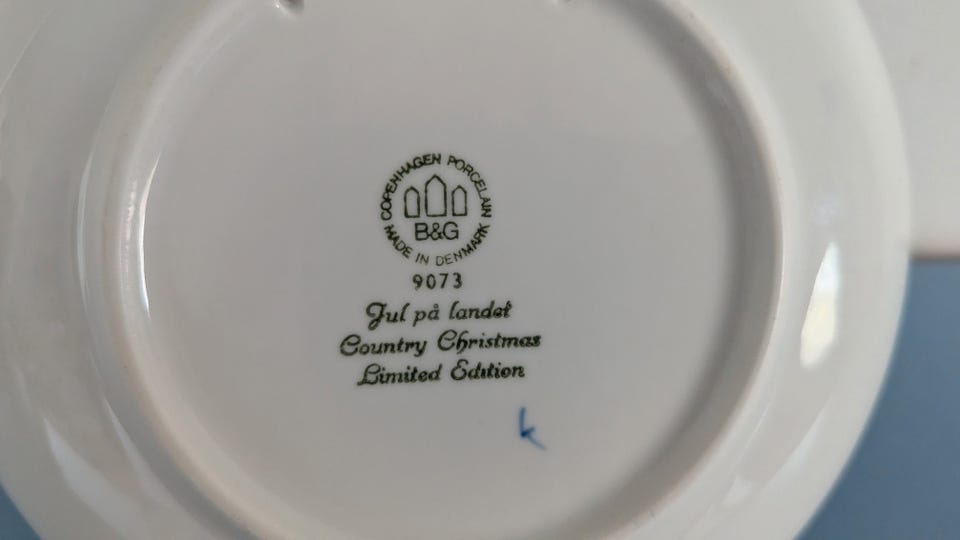 COPENHAGEN PORCELAIN
B&G
MADE IN DENMARK
9073
Jul på landet
Country Christmas
Limited Edition
k